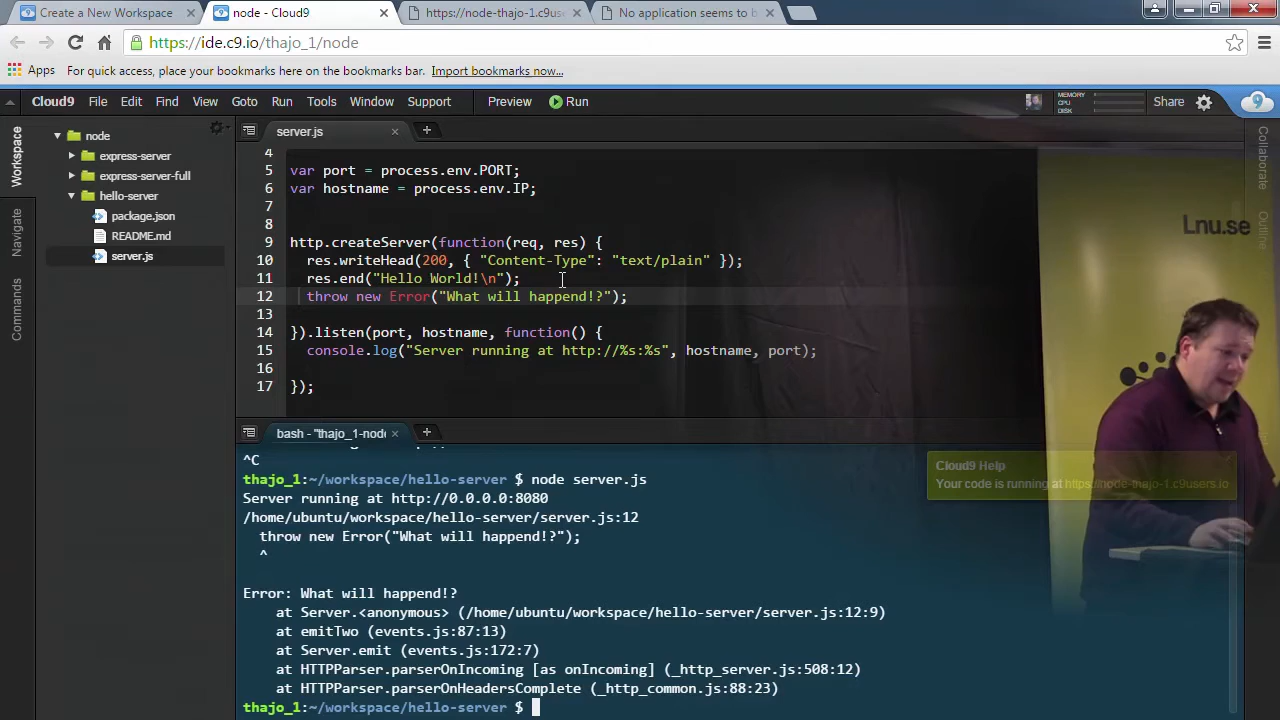 Create a New Workspace
node - Cloud9
https://node-thajo-1.c9use
No application seems to b
https://ide.c9.io/thajo_1/node
Apps
For quick access, place your bookmarks here on the bookmarks bar. Import bookmarks now...
Cloud9 File Edit Find View Goto Run Tools Window Support Preview Run
MEMORY
CPU
DISK
Share
Workspace
Navigate
Commands
node
express-server
express-server-full
hello-server
package.json
README.md
server.js
server.js
4
5 var port = process.env.PORT;
6 var hostname = process.env.IP;
7
8
9 http.createServer(function(req, res) {
10 res.writeHead(200, { "Content-Type": "text/plain" });
11 res.end("Hello World!\n");
12 throw new Error("What will happend!?");
13
14 }).listen(port, hostname, function() {
15 console.log("Server running at http://%s:%s", hostname, port);
16
17 });
Collaborate
Outline
Lnu.se
bash - "thajo_1-node
^C
thajo_1:~/workspace/hello-server $ node server.js
Server running at http://0.0.0.0:8080
/home/ubuntu/workspace/hello-server/server.js:12
throw new Error("What will happend!?");
^
Error: What will happend!?
at Server.<anonymous> (/home/ubuntu/workspace/hello-server/server.js:12:9)
at emitTwo (events.js:87:13)
at Server.emit (events.js:172:7)
at HTTPParser.parserOnIncoming [as onIncoming] (_http_server.js:508:12)
at HTTPParser.parserOnHeadersComplete (_http_common.js:88:23)
thajo_1:~/workspace/hello-server $
Cloud9 Help
Your code is running at https://node-thajo-1.c9users.io